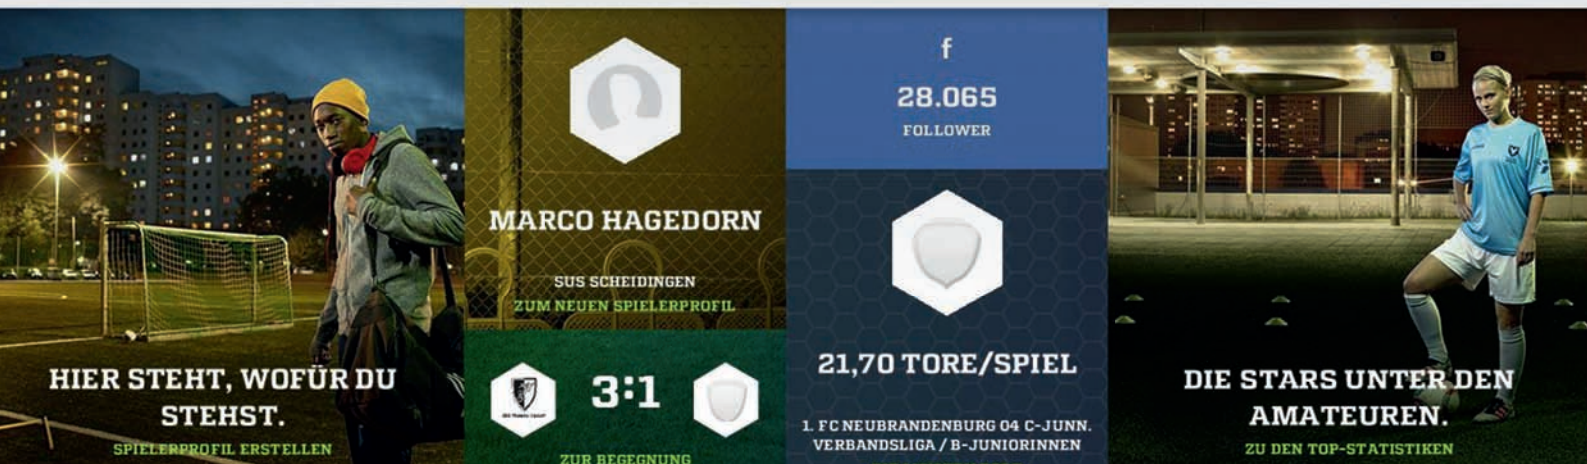 HIER STEHT, WOFÜR DU
STEHST.
SPIELERPROFIL ERSTELLEN
MARCO HAGEDORN
SUS SCHEIDINGEN
ZUM NEUEN SPIELERPROFIL
3:1
ZUR BEGEGNUNG
f
28.065
FOLLOWER
21,70 TORE/SPIEL
1. FC NEUBRANDENBURG 04 C-JUNN.
VERBANDSLIGA / B-JUNIORINNEN
DIE STARS UNTER DEN
AMATEUREN.
ZU DEN TOP-STATISTIKEN